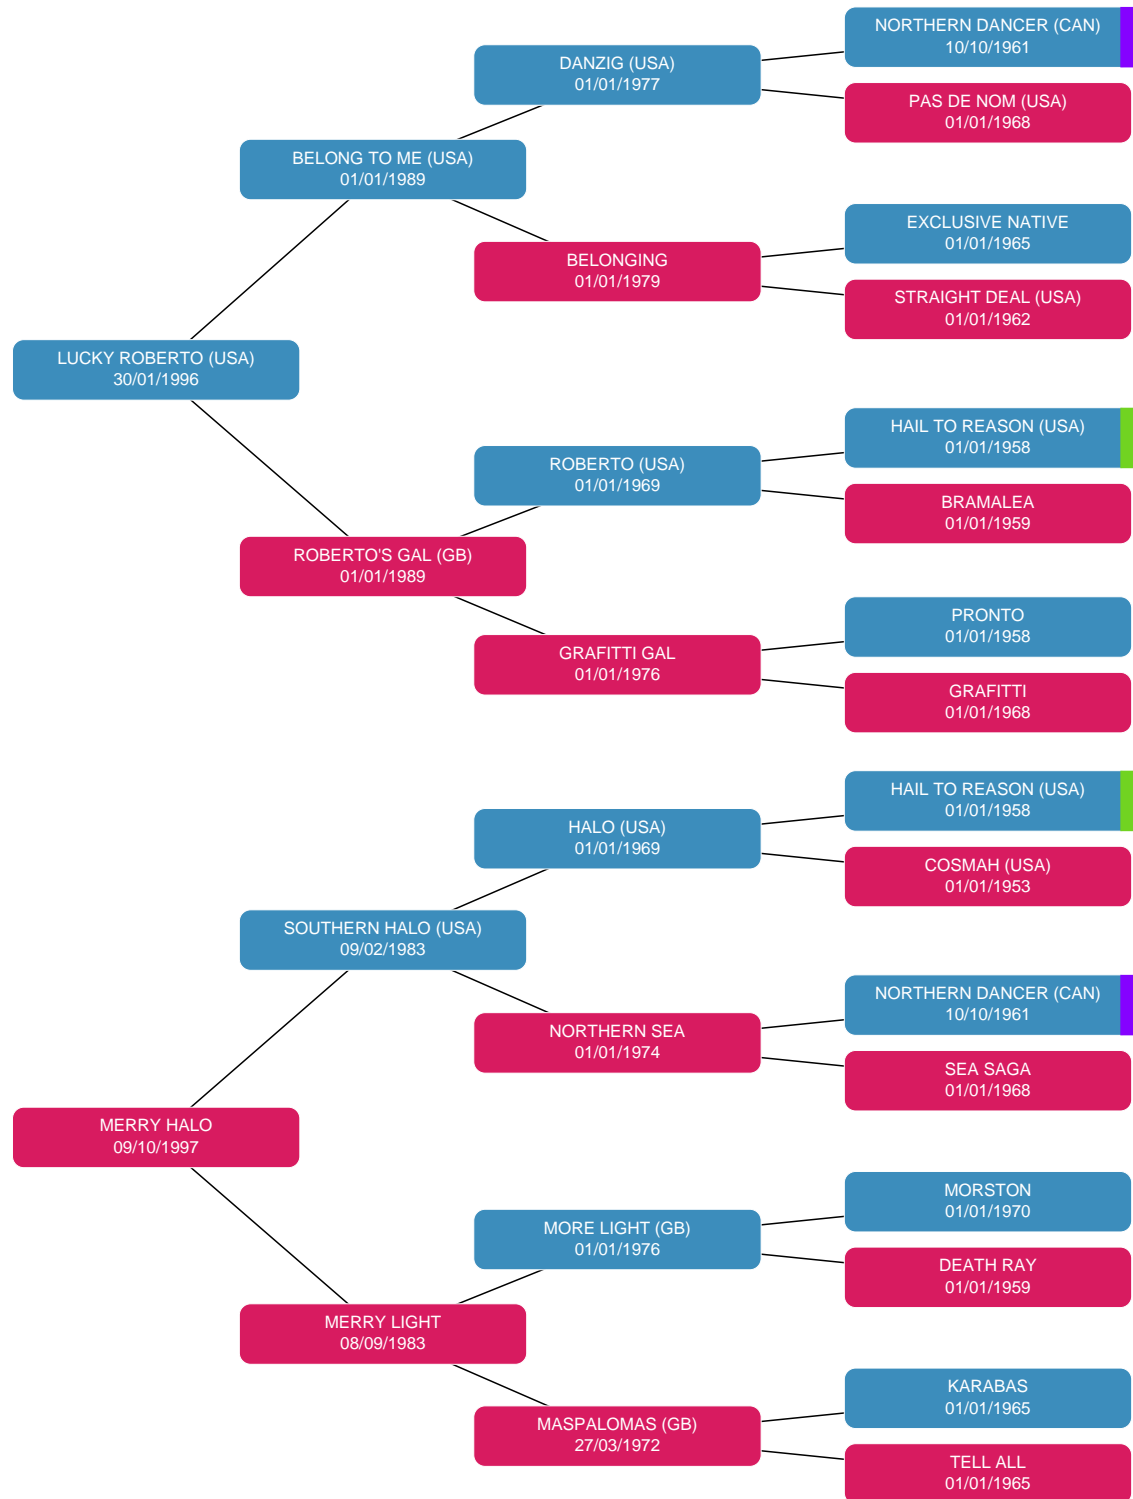 NORTHERN DANCER (CAN)
10/10/1961
DANZIG (USA)
01/01/1977
PAS DE NOM (USA)
01/01/1968
BELONG TO ME (USA)
01/01/1989
EXCLUSIVE NATIVE
01/01/1965
BELONGING
01/01/1979
STRAIGHT DEAL (USA)
01/01/1962
LUCKY ROBERTO (USA)
30/01/1996
HAIL TO REASON (USA)
01/01/1958
ROBERTO (USA)
01/01/1969
BRAMALEA
01/01/1959
ROBERTO'S GAL (GB)
01/01/1989
PRONTO
01/01/1958
GRAFITTI GAL
01/01/1976
GRAFITTI
01/01/1968
HAIL TO REASON (USA)
01/01/1958
HALO (USA)
01/01/1969
COSMAH (USA)
01/01/1953
SOUTHERN HALO (USA)
09/02/1983
NORTHERN DANCER (CAN)
10/10/1961
NORTHERN SEA
01/01/1974
SEA SAGA
01/01/1968
MERRY HALO
09/10/1997
MORSTON
01/01/1970
MORE LIGHT (GB)
01/01/1976
DEATH RAY
01/01/1959
MERRY LIGHT
08/09/1983
KARABAS
01/01/1965
MASPALOMAS (GB)
27/03/1972
TELL ALL
01/01/1965